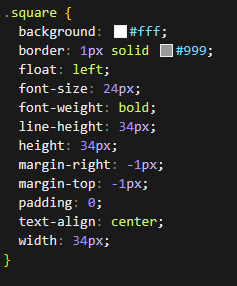 .square {
  background: #fff;
  border: 1px solid #999;
  float: left;
  font-size: 24px;
  font-weight: bold;
  line-height: 34px;
  height: 34px;
  margin-right: -1px;
  margin-top: -1px;
  padding: 0;
  text-align: center;
  width: 34px;
}